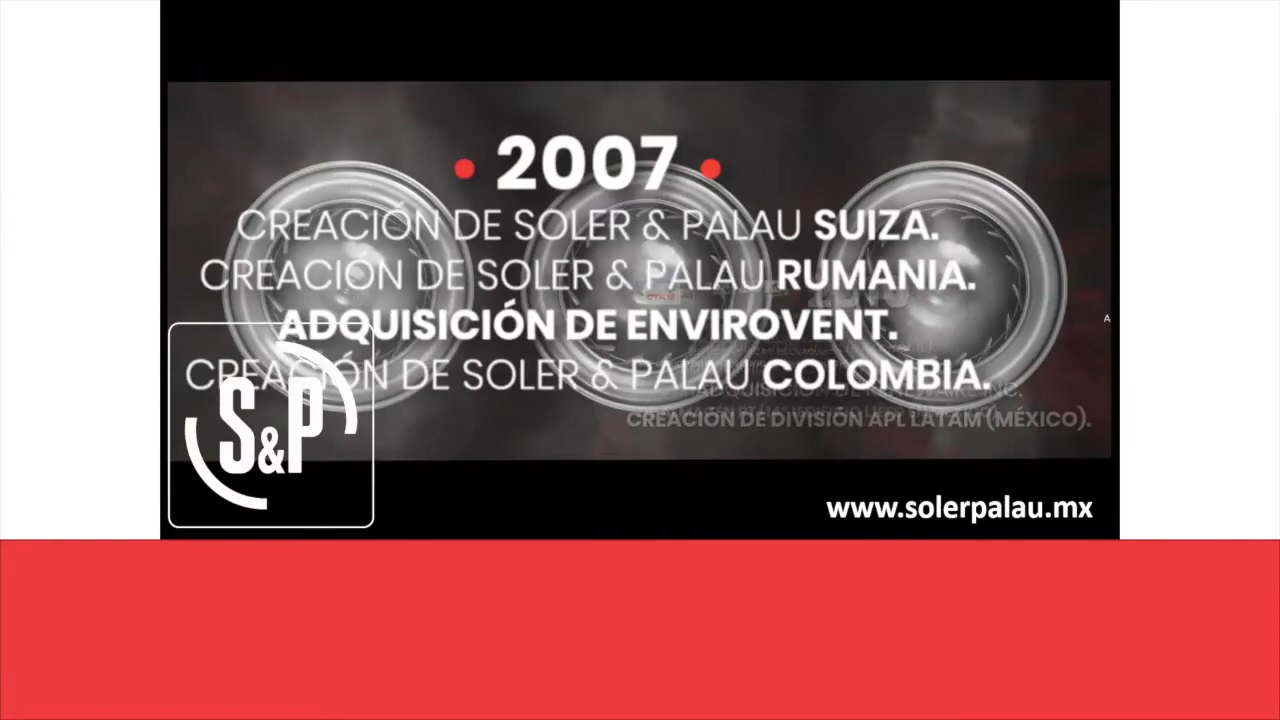 • 2007 •
CREACIÓN DE SOLER & PALAU SUIZA.
CREACION DE SOLER & PALAU RUMANIA.
ADQUISICIÓN DE ENVIROVENT.
CREACIÓN DE SOLER & PALAU COLOMBIA.
CREACIÓN DE DIVISIÓN APL LATAM (MÉXICO).
S&P
www.solerpalau.mx
A